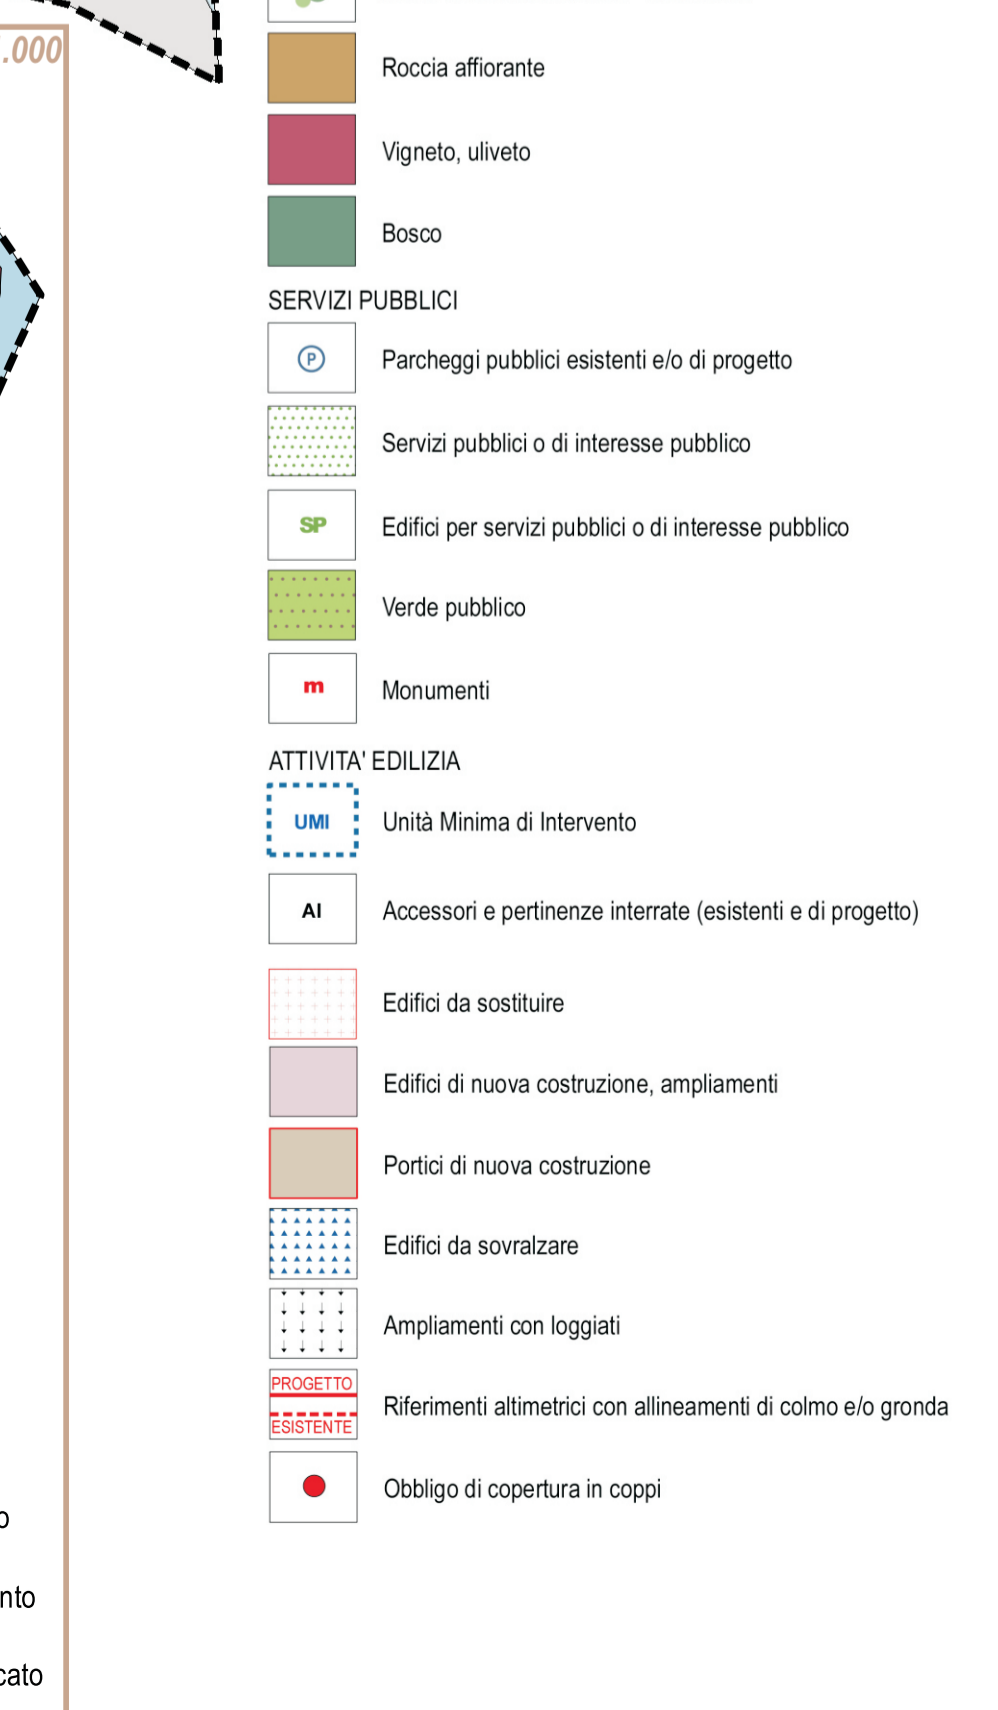 .000
Roccia affiorante
Vigneto, uliveto
Bosco
SERVIZI PUBBLICI
P
Parcheggi pubblici esistenti e/o di progetto
Servizi pubblici o di interesse pubblico
SP
Edifici per servizi pubblici o di interesse pubblico
Verde pubblico
m
Monumenti
ATTIVITA' EDILIZIA
UMI
Unità Minima di Intervento
AI
Accessori e pertinenze interrate (esistenti e di progetto)
Edifici da sostituire
Edifici di nuova costruzione, ampliamenti
Portici di nuova costruzione
Edifici da sovralzare
Ampliamenti con loggiati
PROGETTO
ESISTENTE
Riferimenti altimetrici con allineamenti di colmo e/o gronda
Obbligo di copertura in coppi
o
nto
cato